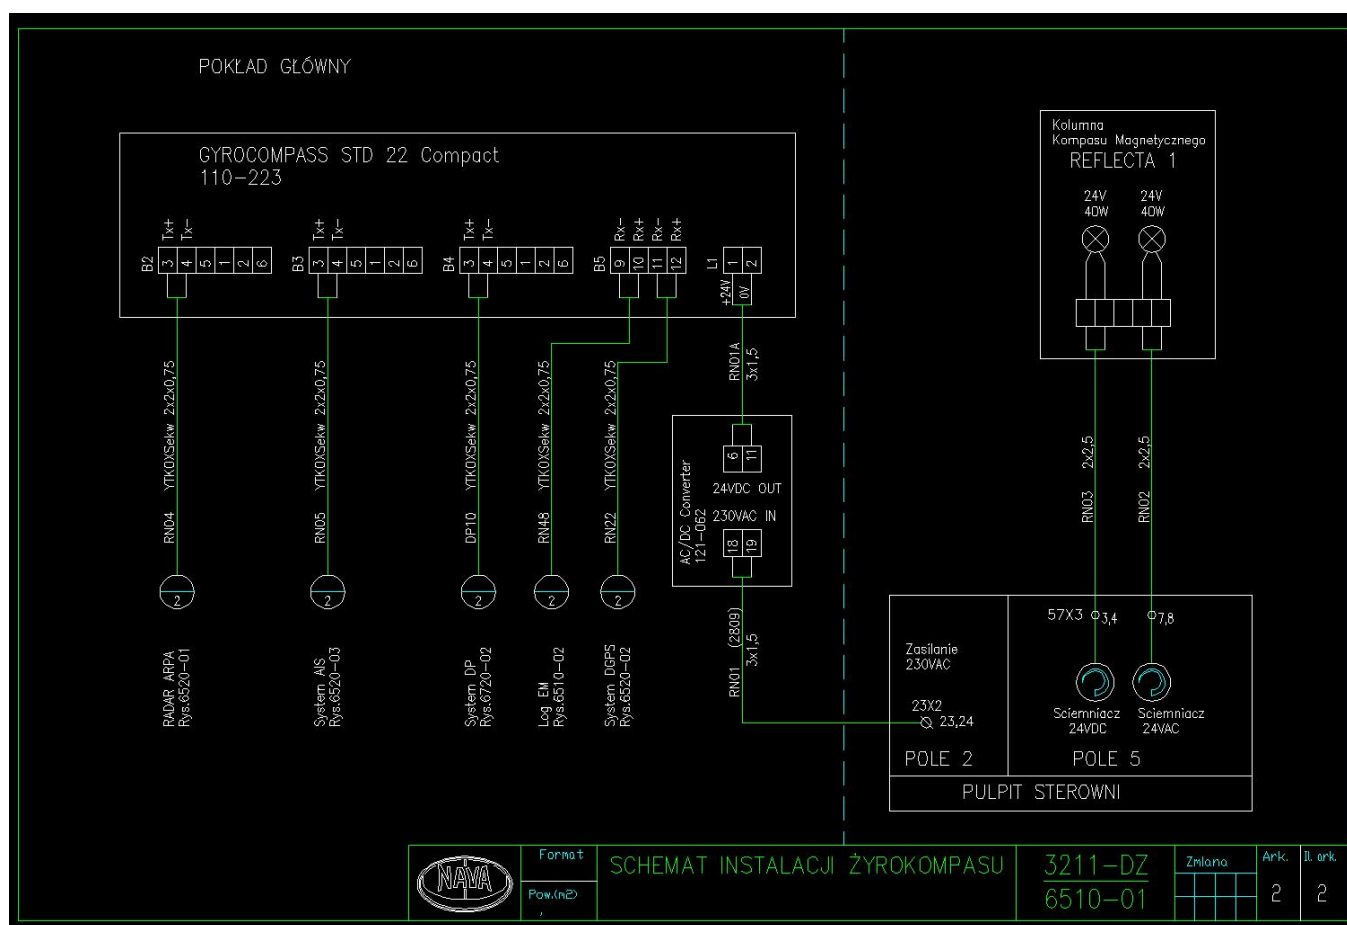 POKŁAD GŁÓWNY
GYROCOMPASS STD 22 Compact
110-223
B2
Tx+
Tx-
3 4 5 1 2 6
B3
Tx+
Tx-
3 4 5 1 2 6
B4
Tx+
Tx-
3 4 5 1 2 6
B5
Rx-
Rx+
Rx-
Rx+
9 10 11 12
L1
1 2
+24V
0V
RN04 YTKOXSekw 2x2x0,75
RN05 YTKOXSekw 2x2x0,75
DP10 YTKOXSekw 2x2x0,75
RN48 YTKOXSekw 2x2x0,75
RN22 YTKOXSekw 2x2x0,75
RN01A
3x1,5
2
2
2
2
2
RADAR ARPA
Rys.6520-01
System AIS
Rys.6520-03
System DP
Rys.6720-02
Log EM
Rys.6510-02
System DGPS
Rys.6520-02
AC/DC Converter
121-062
6 11
24VDC OUT
230VAC IN
18 19
RN01 (2809)
3x1,5
Kolumna
Kompasu Magnetycznego
REFLECTA 1
24V
40W
24V
40W
RN03 2x2,5
RN02 2x2,5
57X3 3,4
7,8
Zasilanie
230VAC
23X2
23,24
Sciemniacz
24VDC
Sciemniacz
24VAC
POLE 2
POLE 5
PULPIT STEROWNI
NAVA
Format
Pow.(m2)
,
SCHEMAT INSTALACJI ŻYROKOMPASU
3211-DZ
6510-01
Zmiana
Ark.
2
Il. ark.
2